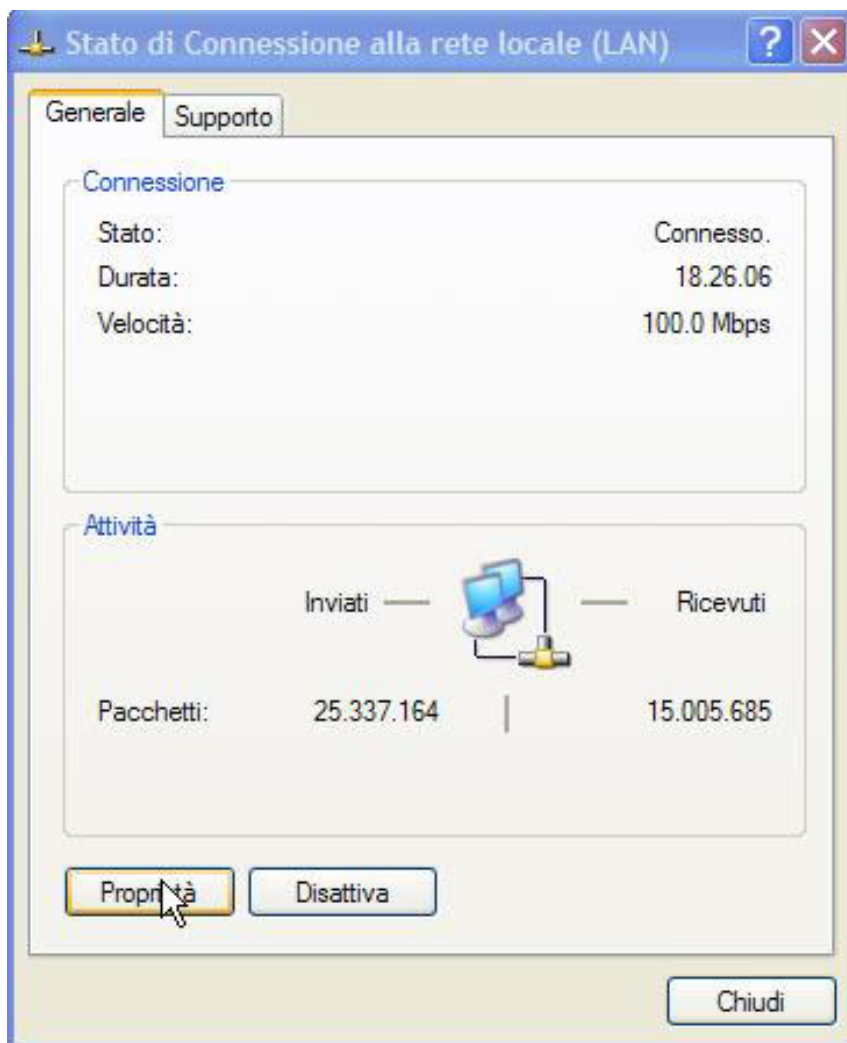 Stato di Connessione alla rete locale (LAN) ?
Generale Supporto
Connessione
Stato: Connesso.
Durata: 18.26.06
Velocità: 100.0 Mbps
Attività
Inviati Ricevuti
Pacchetti: 25.337.164 15.005.685
Proprietà Disattiva
Chiudi